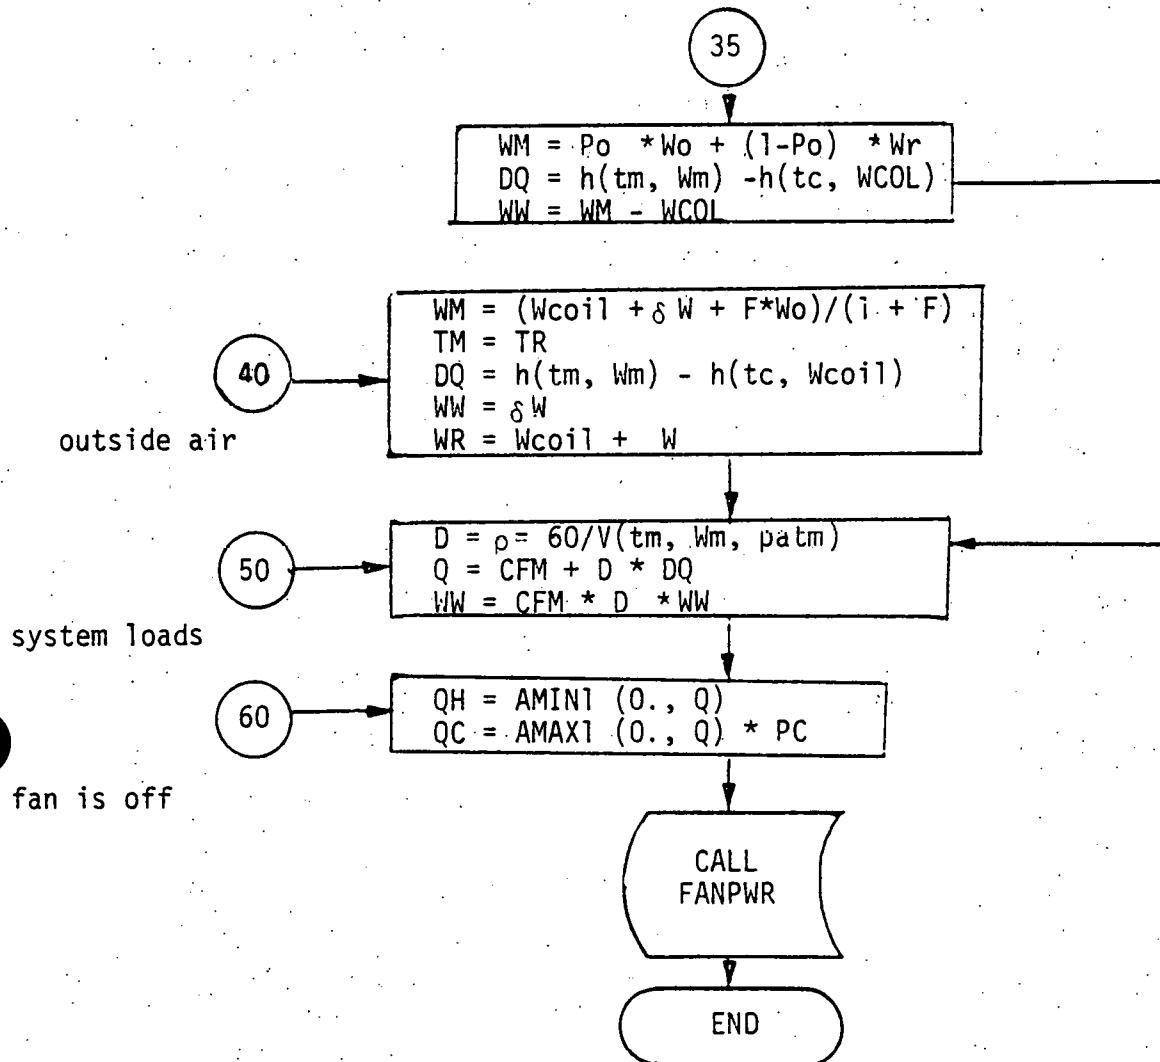 35
WM = Po *Wo + (1-Po) *Wr
DQ = h(tm, Wm) -h(tc, WCOL)
WW = WM - WCOL
WM = (Wcoil + δ W + F*Wo)/(1 + F)
TM = TR
40
DQ = h(tm, Wm) - h(tc, Wcoil)
WW = δ W
outside air
WR = Wcoil + W
D = ρ = 60/V(tm, Wm, patm)
50
Q = CFM + D * DQ
WW = CFM * D *WW
system loads
60
QH = AMIN1 (0., Q)
QC = AMAX1 (0., Q) * PC
fan is off
CALL
FANPWR
END